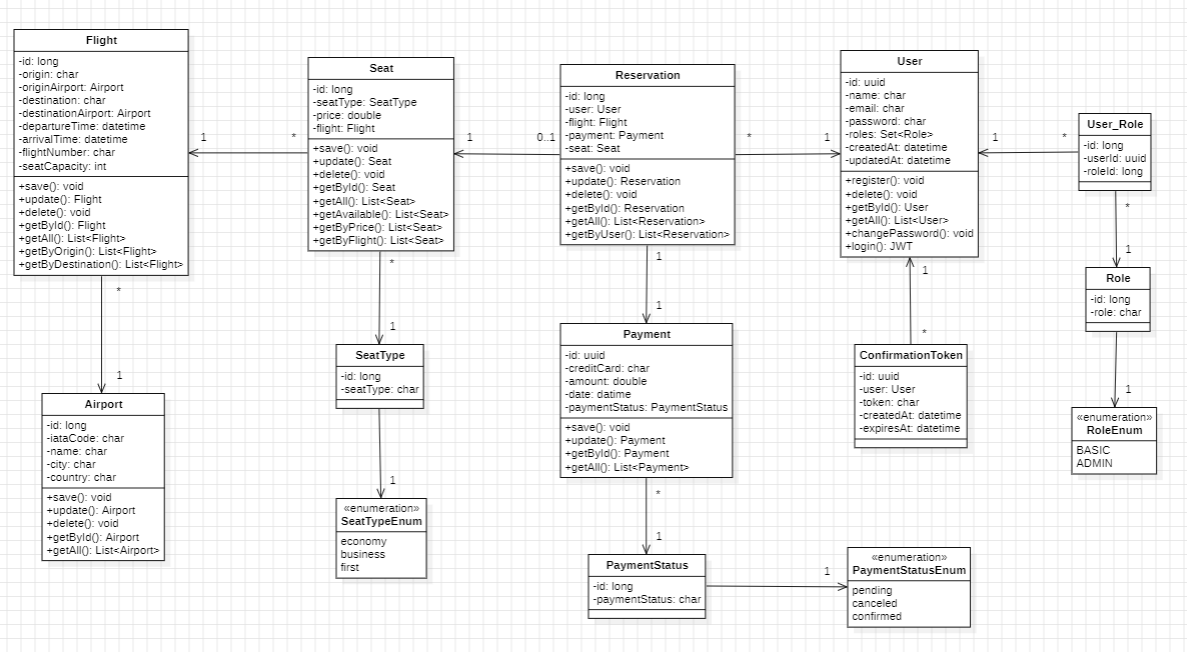 Flight
-id: long
-origin: char
-originAirport: Airport
-destination: char
-destinationAirport: Airport
-departureTime: datetime
-arrivalTime: datetime
-flightNumber: char
-seatCapacity: int
+save(): void
+update(): Flight
+delete(): void
+getById(): Flight
+getAll(): List<Flight>
+getByOrigin(): List<Flight>
+getByDestination(): List<Flight>
1
*
Seat
-id: long
-seatType: SeatType
-price: double
-flight: Flight
+save(): void
+update(): Seat
+delete(): void
+getById(): Seat
+getAll(): List<Seat>
+getAvailable(): List<Seat>
+getByPrice(): List<Seat>
+getByFlight(): List<Seat>
1
0..1
Reservation
-id: long
-user: User
-flight: Flight
-payment: Payment
-seat: Seat
+save(): void
+update(): Reservation
+delete(): void
+getById(): Reservation
+getAll(): List<Reservation>
+getByUser(): List<Reservation>
*
1
User
-id: uuid
-name: char
-email: char
-password: char
-roles: Set<Role>
-createdAt: datetime
-updatedAt: datetime
+register(): void
+delete(): void
+getById(): User
+getAll(): List<User>
+changePassword(): void
+login(): JWT
1
*
User_Role
-id: long
-userId: uuid
-roleId: long
*
1
Role
-id: long
-role: char
1
«enumeration»
RoleEnum
BASIC
ADMIN
*
1
Airport
-id: long
-iataCode: char
-name: char
-city: char
-country: char
+save(): void
+update(): Airport
+delete(): void
+getById(): Airport
+getAll(): List<Airport>
*
1
SeatType
-id: long
-seatType: char
1
«enumeration»
SeatTypeEnum
economy
business
first
1
1
Payment
-id: uuid
-creditCard: char
-amount: double
-date: datime
-paymentStatus: PaymentStatus
+save(): void
+update(): Payment
+getById(): Payment
+getAll(): List<Payment>
*
1
PaymentStatus
-id: long
-paymentStatus: char
1
«enumeration»
PaymentStatusEnum
pending
canceled
confirmed
1
*
ConfirmationToken
-id: uuid
-user: User
-token: char
-createdAt: datetime
-expiresAt: datetime